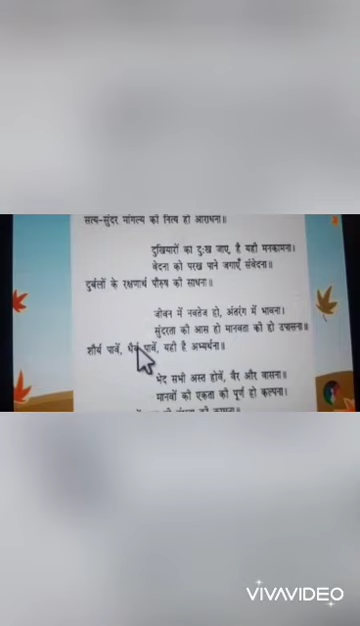 सत्य-सुंदर मांगल्य की नित्य हो आराधना॥
दुखियारों का दुःख जाए, है यही मनकामना।
वेदना को परख पाने जगाएँ संवेदना॥
दुर्बलों के रक्षणार्थ पौरुष की साधना॥
जीवन में नवतेज हो, अंतरंग में भावना।
सुंदरता की आस हो मानवता की हो उपासना॥
शौर्य पावें, धैर्य पावें, यही है अभ्यर्थना॥
भेद सभी अस्त होवें, वैर और वासना॥
मानवों की एकता की पूर्ण हो कल्पना।
VIVAVIDEO